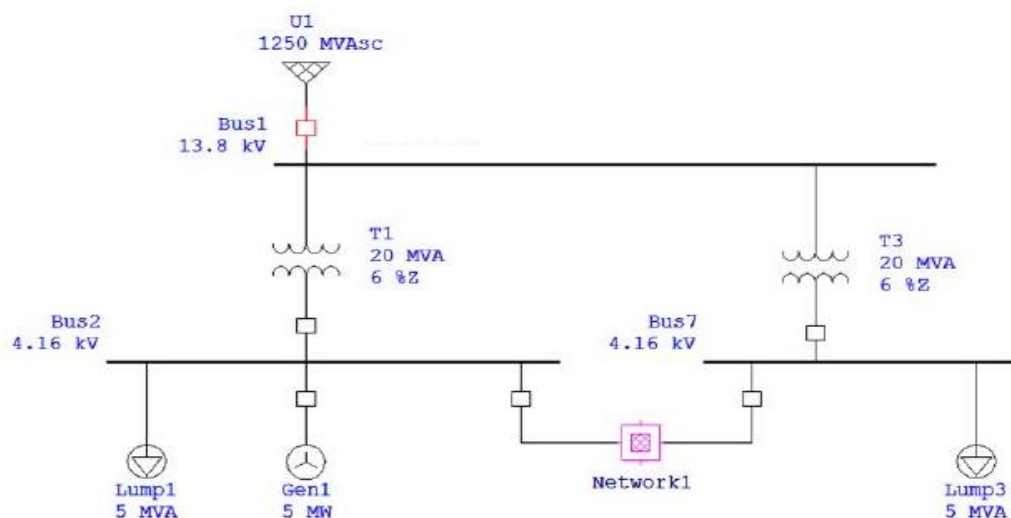 U1
1250 MVAsc
Bus1
13.8 kV
T1
20 MVA
6 %Z
T3
20 MVA
6 %Z
Bus2
4.16 kV
Bus7
4.16 kV
Network1
Lump1
5 MVA
Gen1
5 MW
Lump3
5 MVA